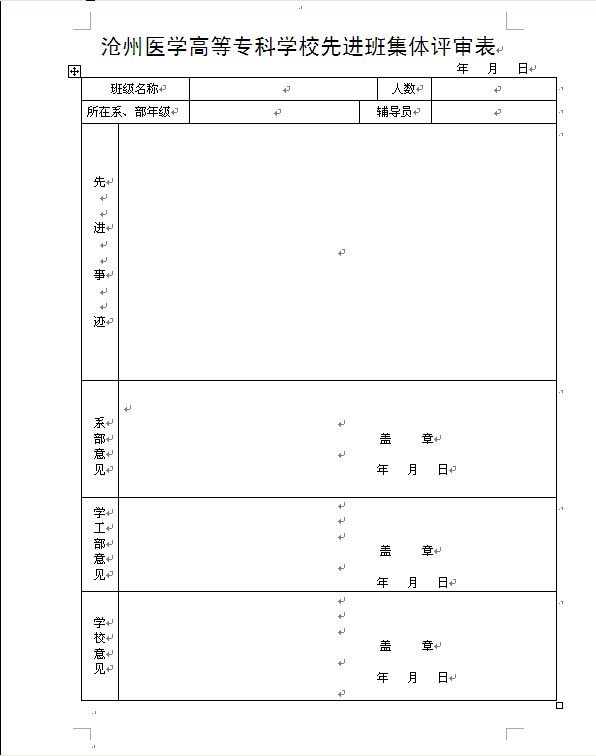 沧州医学高等专科学校先进班集体评审表
年 月 日
班级名称 人数
所在系、部年级 辅导员
先
进
事
迹
系
部
意
见
盖 章
年 月 日
学
工
部
意
见
盖 章
年 月 日
学
校
意
见
盖 章
年 月 日